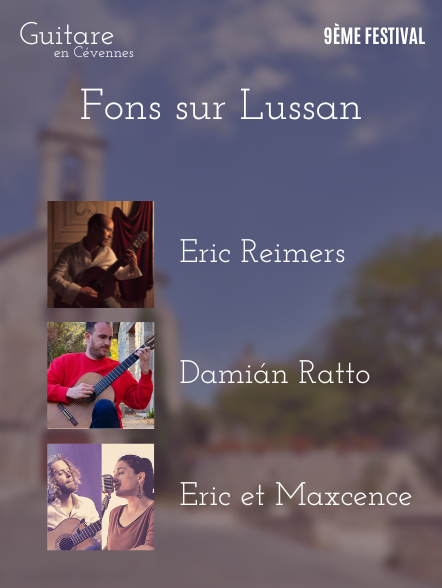 Guitare
en Cévennes
9ÈME FESTIVAL
Fons sur Lussan
Eric Reimers
Damián Ratto
Eric et Maxcence